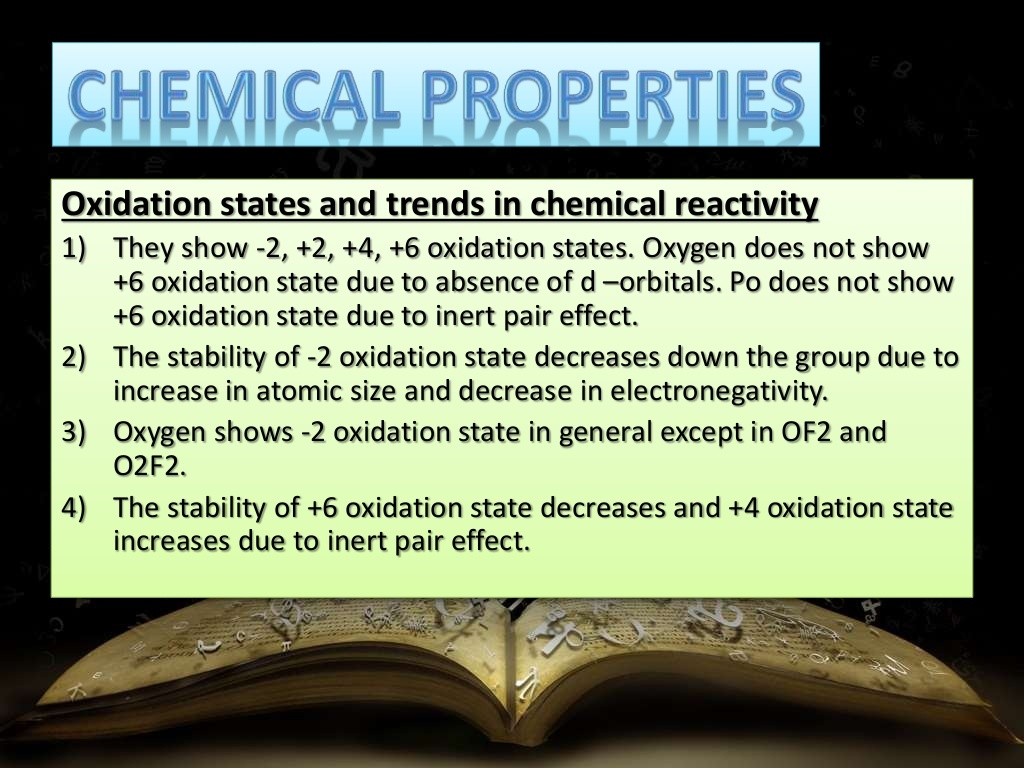 CHEMICAL PROPERTIES
Oxidation states and trends in chemical reactivity
1) They show -2, +2, +4, +6 oxidation states. Oxygen does not show
+6 oxidation state due to absence of d –orbitals. Po does not show
+6 oxidation state due to inert pair effect.
2) The stability of -2 oxidation state decreases down the group due to
increase in atomic size and decrease in electronegativity.
3) Oxygen shows -2 oxidation state in general except in OF2 and
O2F2.
4) The stability of +6 oxidation state decreases and +4 oxidation state
increases due to inert pair effect.